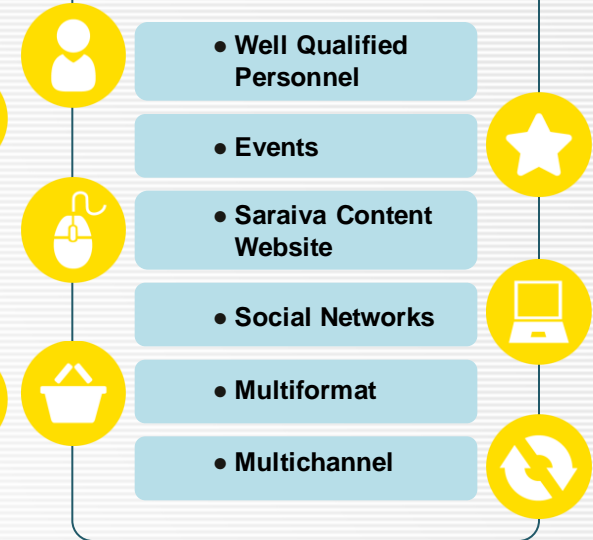 ● Well Qualified
Personnel
● Events
● Saraiva Content
Website
● Social Networks
● Multiformat
● Multichannel